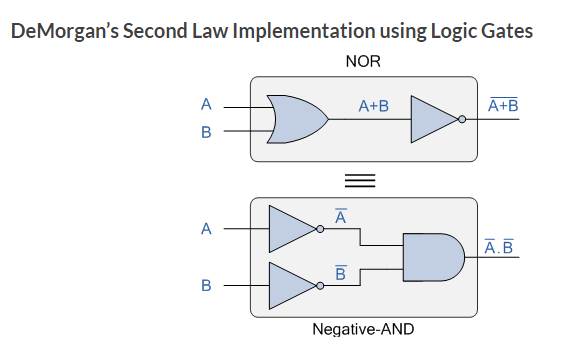 DeMorgan's Second Law Implementation using Logic Gates
NOR
A
A+B
A̅+̅B̅
B
A
A̅
A̅.B̅
B̅
B
Negative-AND